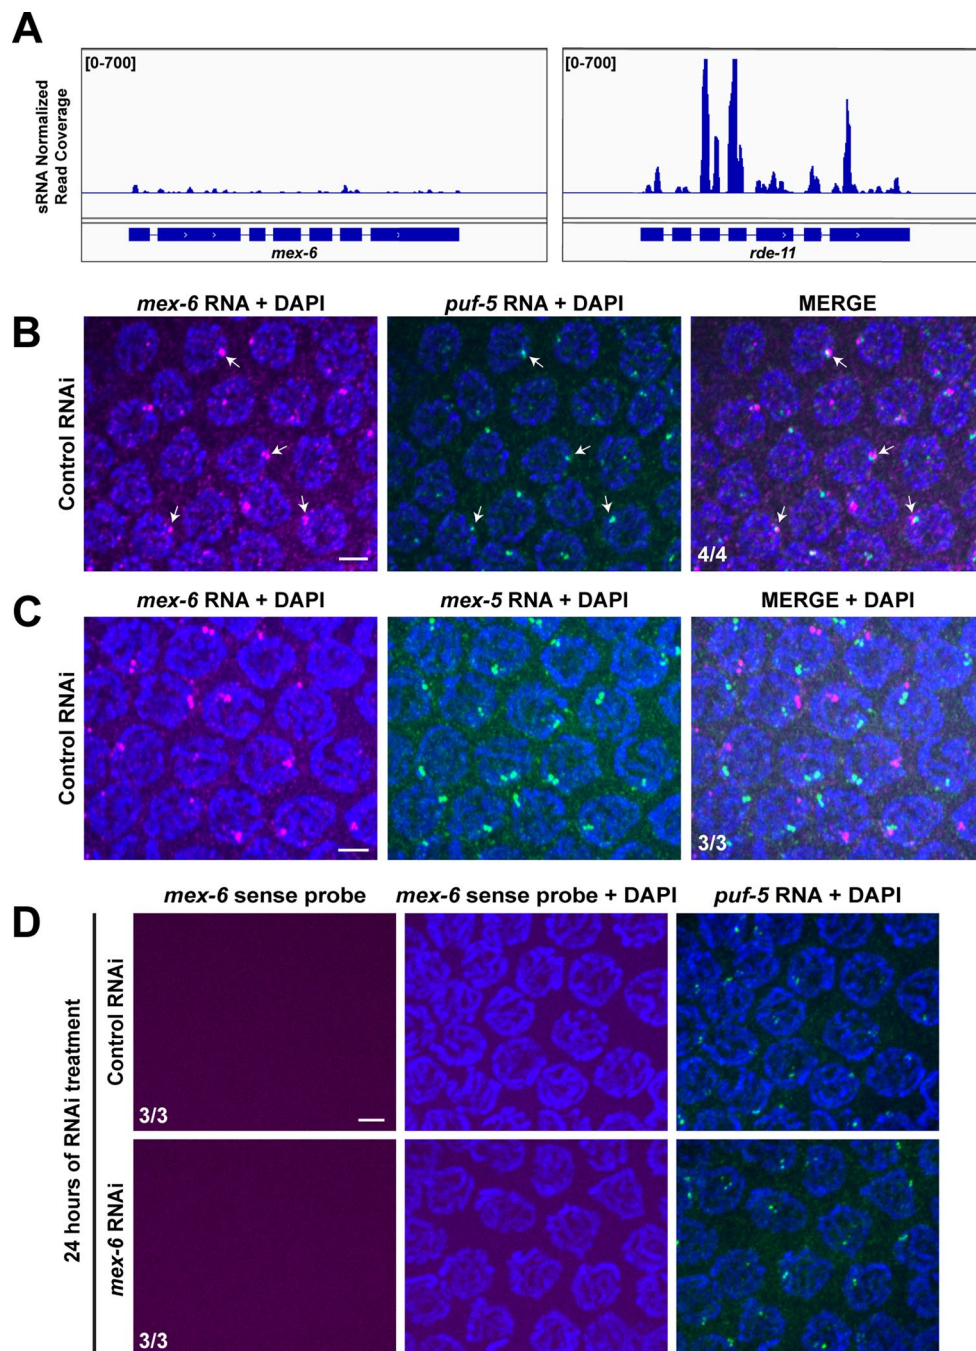 A
sRNA Normalized
Read Coverage
[0-700]
[0-700]
mex-6
rde-11
B
mex-6 RNA + DAPI
puf-5 RNA + DAPI
MERGE
Control RNAi
4/4
C
mex-6 RNA + DAPI
mex-5 RNA + DAPI
MERGE + DAPI
Control RNAi
3/3
D
mex-6 sense probe
mex-6 sense probe + DAPI
puf-5 RNA + DAPI
24 hours of RNAi treatment
Control RNAi
3/3
mex-6 RNAi
3/3